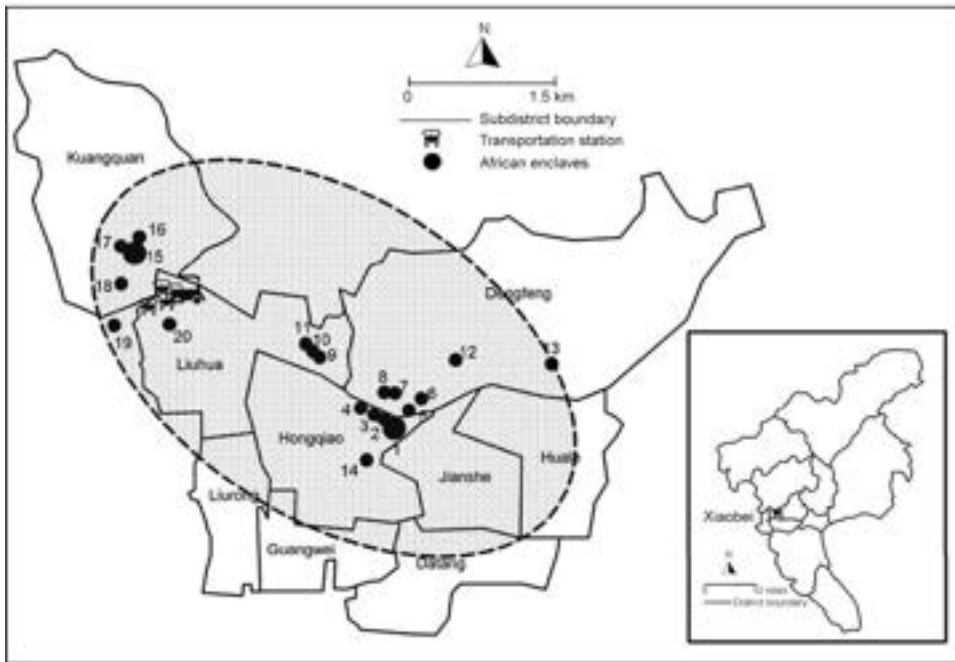 N
0 1.5 km
Subdistrict boundary
Transportation station
African enclaves
Kuangquan
16
17
15
18
19
20
Liuhua
11
10
9
Dongfeng
12
13
8
7
6
4
3
2
1
14
Hongqiao
Jianshe
Liurong
Guangwei
Datang
Xiaobei
N
District boundary